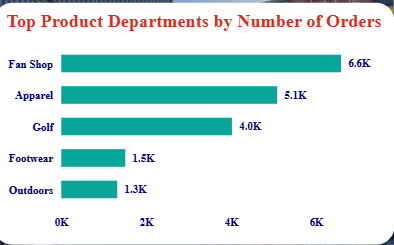 Top Product Departments by Number of Orders
Fan Shop 6.6K
Apparel 5.1K
Golf 4.0K
Footwear 1.5K
Outdoors 1.3K
0K 2K 4K 6K